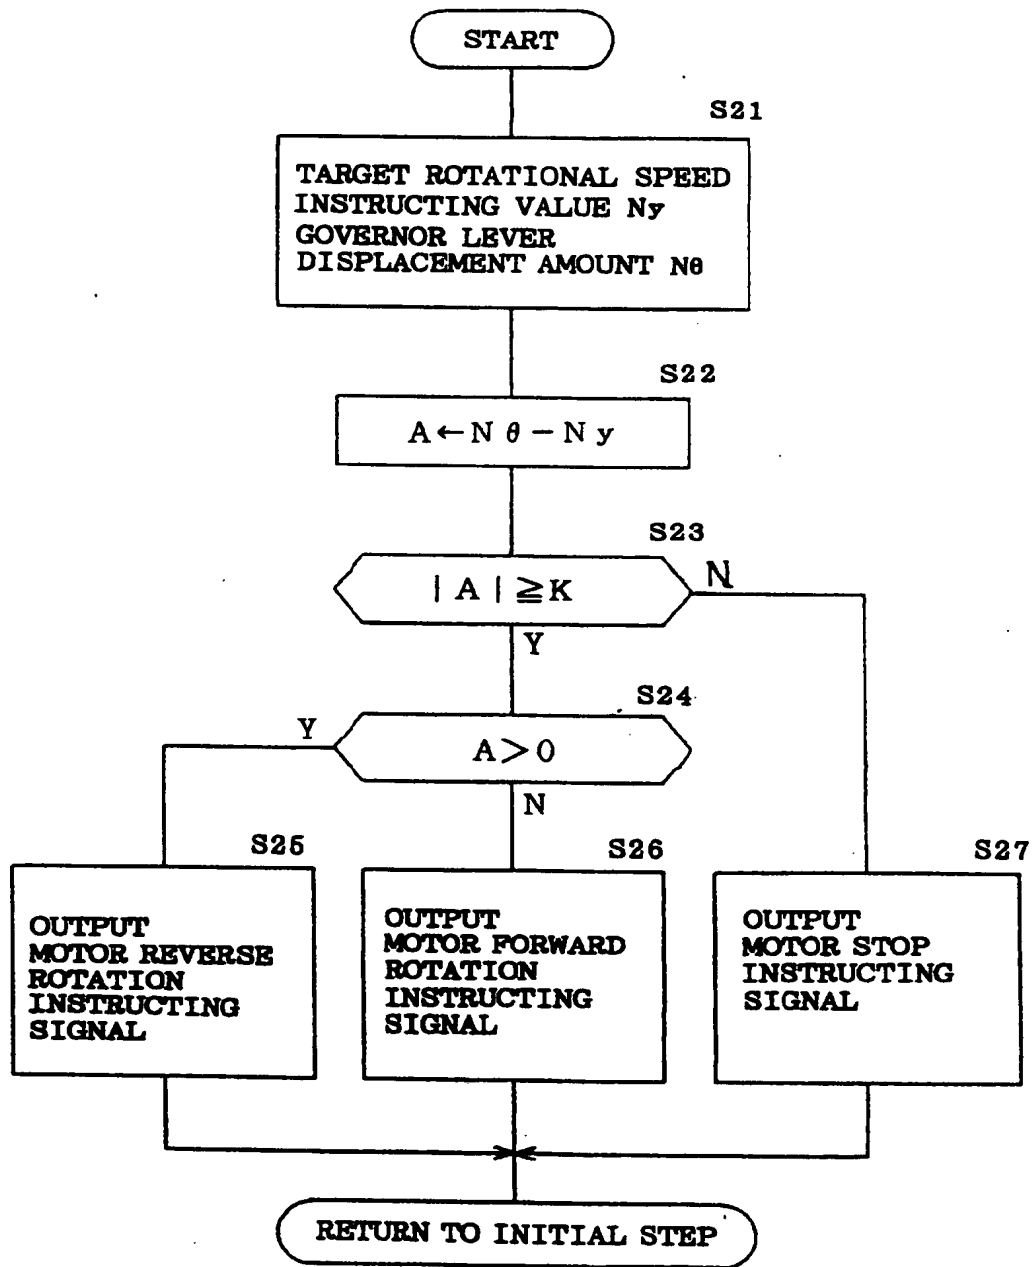 START
S21
TARGET ROTATIONAL SPEED
INSTRUCTING VALUE Ny
GOVERNOR LEVER
DISPLACEMENT AMOUNT Nθ
S22
A←Nθ−Ny
S23
|A|≧K
N
Y
S24
Y
A>0
N
S25
OUTPUT
MOTOR REVERSE
ROTATION
INSTRUCTING
SIGNAL
S26
OUTPUT
MOTOR FORWARD
ROTATION
INSTRUCTING
SIGNAL
S27
OUTPUT
MOTOR STOP
INSTRUCTING
SIGNAL
RETURN TO INITIAL STEP